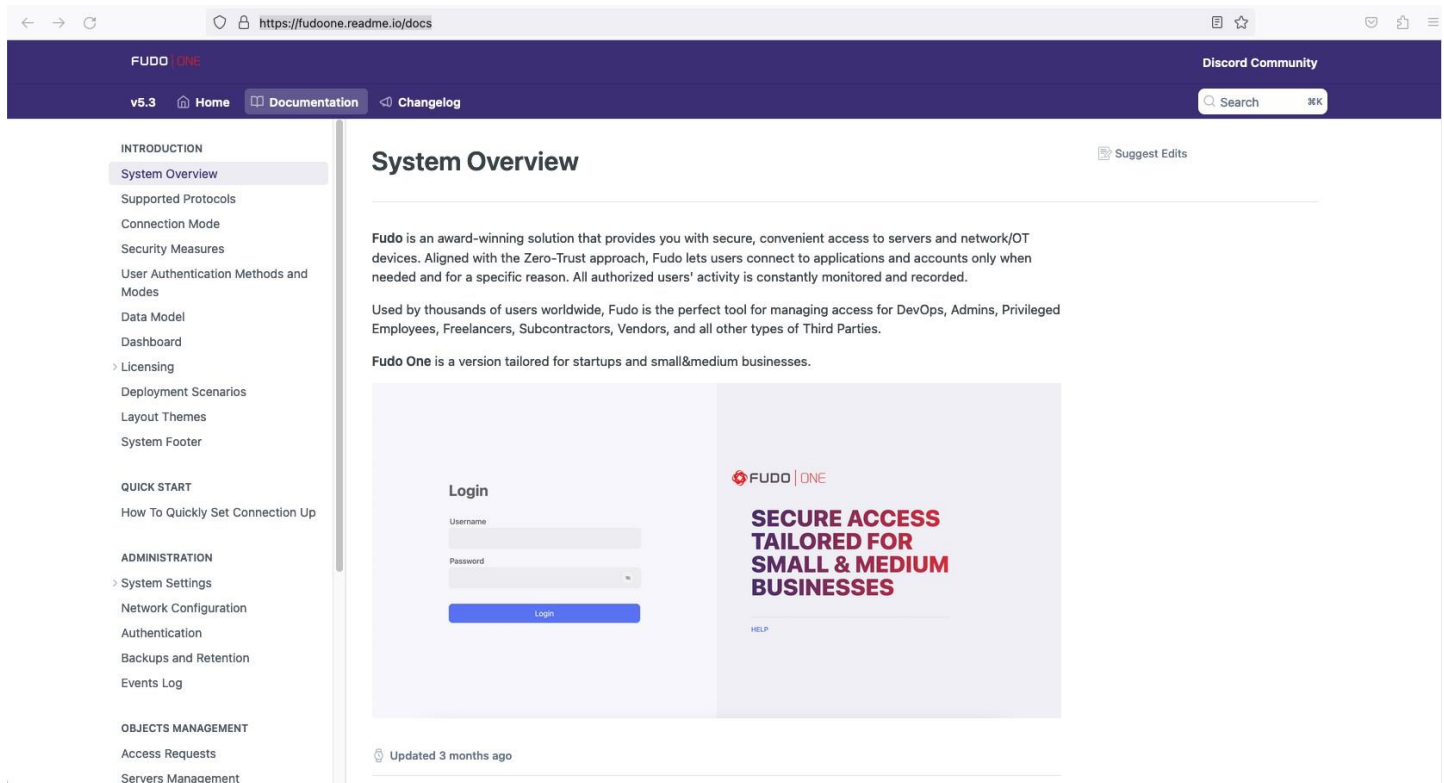 https://fudoone.readme.io/docs
FUDO ONE
Discord Community
v5.3 Home Documentation Changelog
Search ⌘K
INTRODUCTION
System Overview
Supported Protocols
Connection Mode
Security Measures
User Authentication Methods and
Modes
Data Model
Dashboard
Licensing
Deployment Scenarios
Layout Themes
System Footer
QUICK START
How To Quickly Set Connection Up
ADMINISTRATION
System Settings
Network Configuration
Authentication
Backups and Retention
Events Log
OBJECTS MANAGEMENT
Access Requests
Servers Management
System Overview
Suggest Edits
Fudo is an award-winning solution that provides you with secure, convenient access to servers and network/OT
devices. Aligned with the Zero-Trust approach, Fudo lets users connect to applications and accounts only when
needed and for a specific reason. All authorized users' activity is constantly monitored and recorded.
Used by thousands of users worldwide, Fudo is the perfect tool for managing access for DevOps, Admins, Privileged
Employees, Freelancers, Subcontractors, Vendors, and all other types of Third Parties.
Fudo One is a version tailored for startups and small&medium businesses.
Login
Username
Password
Login
FUDO ONE
SECURE ACCESS
TAILORED FOR
SMALL & MEDIUM
BUSINESSES
HELP
Updated 3 months ago